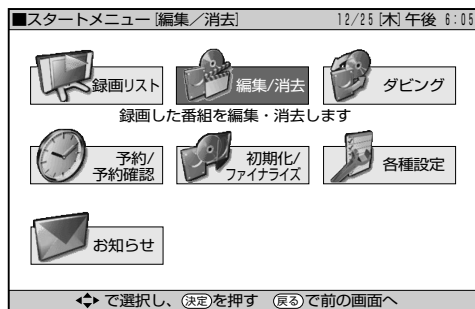 ■スタートメニュー [編集／消去] 12/25 [木] 午後 6:05
録画リスト 編集/消去 ダビング
録画した番組を編集・消去します
予約/
予約確認
初期化/
ファイナライズ
各種設定
お知らせ
で選択し、決定を押す 戻るで前の画面へ